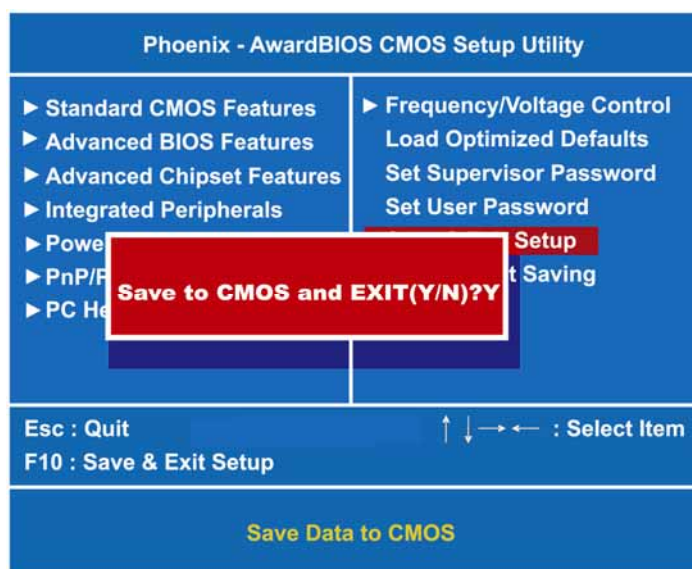 Phoenix - AwardBIOS CMOS Setup Utility
► Standard CMOS Features
► Advanced BIOS Features
► Advanced Chipset Features
► Integrated Peripherals
► Powe
► PnP/P
► PC He
► Frequency/Voltage Control
Load Optimized Defaults
Set Supervisor Password
Set User Password
Setup
t Saving
Save to CMOS and EXIT(Y/N)?Y
Esc : Quit
↑ ↓ → ← : Select Item
F10 : Save & Exit Setup
Save Data to CMOS